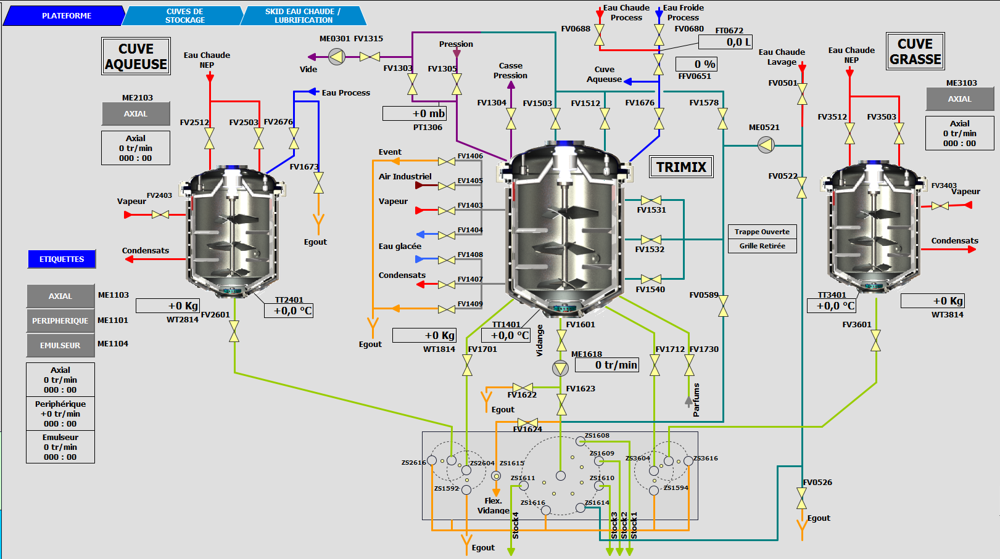 PLATEFORME
CUVES DE
STOCKAGE
SKID EAU CHAUDE /
LUBRIFICATION
CUVE
AQUEUSE
Eau Chaude
NEP
ME2103
AXIAL
Axial
0 tr/min
000 : 00
FV2512
FV2503
FV2676
Eau Process
FV1673
Egout
Vapeur
FV2403
Condensats
ETIQUETTES
AXIAL
ME1103
PERIPHERIQUE
ME1101
EMULSEUR
ME1104
Axial
0 tr/min
000 : 00
Periphérique
+0 tr/min
000 : 00
Emulseur
0 tr/min
000 : 00
+0 Kg
WT2814
FV2601
TT2401
+0,0 °C
ME0301
FV1315
Vide
Pression
FV1303
FV1305
+0 mb
PT1306
Casse
Pression
FV1304
FV1503
FV1512
FV1676
FV1578
Eau Chaude
Process
Eau Froide
Process
FV0688
FV0680
FT0672
0,0 L
0 %
FFV0651
Cuve
Aqueuse
TRIMIX
Event
FV1406
Air Industriel
EV1405
Vapeur
FV1403
FV1404
Eau glacée
FV1408
Condensats
FV1407
FV1409
Egout
+0 Kg
WT1814
TT1401
+0,0 °C
FV1701
Vidange
FV1601
ME1618
0 tr/min
FV1622
Egout
FV1623
FV1624
FV1712
FV1730
Parfums
FV1531
FV1532
FV1540
Trappe Ouverte
Grille Retirée
FV0589
Eau Chaude
Lavage
FV0501
ME0521
FV0522
FV0526
Egout
CUVE
GRASSE
Eau Chaude
NEP
ME3103
AXIAL
Axial
0 tr/min
000 : 00
FV3512
FV3503
FV3403
Vapeur
Condensats
TT3401
+0,0 °C
+0 Kg
WT3814
FV3601
ZS2616
ZS2604
ZS1592
ZS1615
Flex.
Vidange
ZS1611
ZS1616
ZS1608
ZS1609
ZS1610
ZS1614
ZS3604
ZS3616
ZS1594
Stock4
Stock3
Stock2
Stock1
Egout